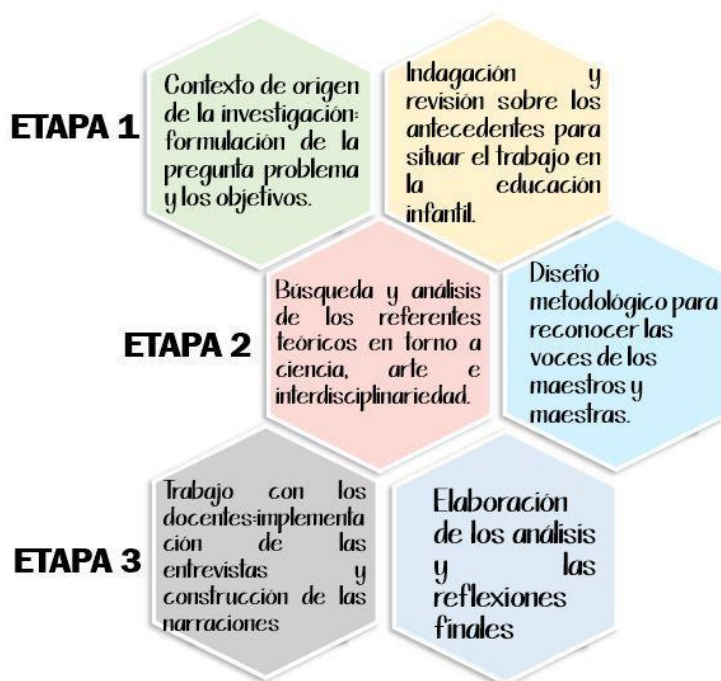 ETAPA 1
Contexto de origen
de la investigación:
formulación de la
pregunta problema
y los objetivos.
Indagación y
revisión sobre los
antecedentes para
situar el trabajo en
la educación
infantil.
ETAPA 2
Búsqueda y análisis
de los referentes
teóricos en torno a
ciencia, arte e
interdisciplinariedad.
Diseño
metodológico para
reconocer las
voces de los
maestros y
maestras.
ETAPA 3
Trabajo con los
docentes:implementa
ción de las
entrevistas y
construcción de las
narraciones
Elaboración
de los análisis
y las
reflexiones
finales